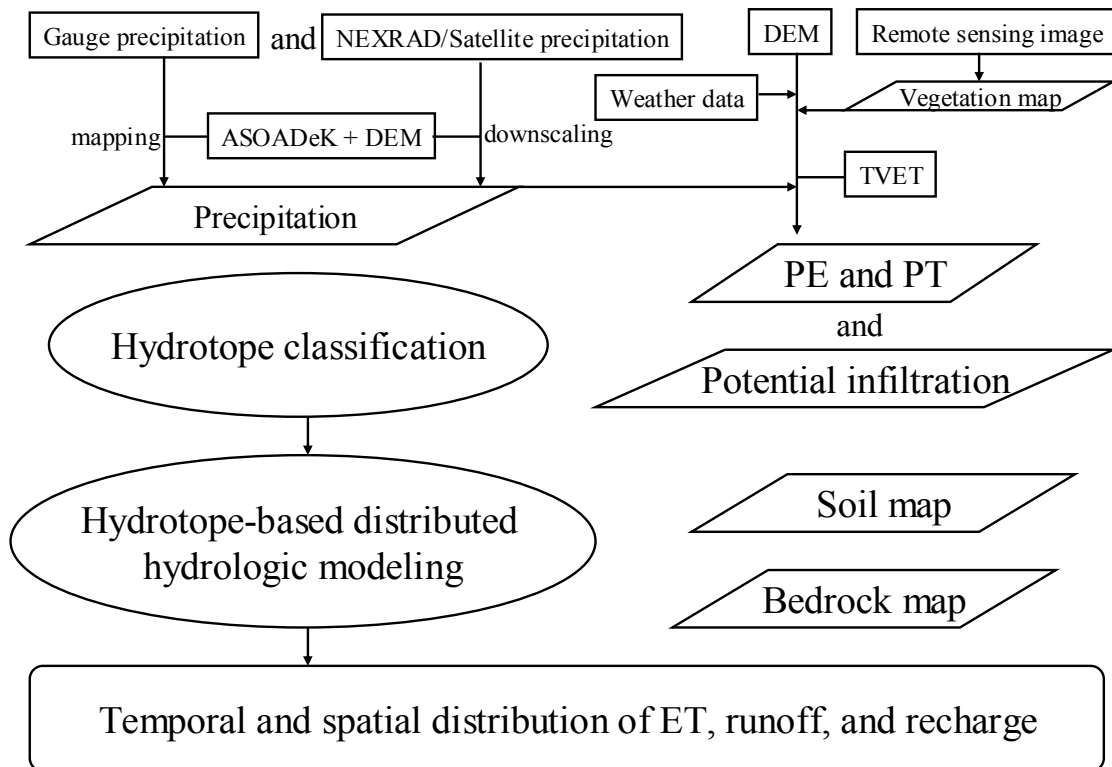 Gauge precipitation
and
NEXRAD/Satellite precipitation
DEM
Remote sensing image
Weather data
Vegetation map
mapping
ASOADeK + DEM
downscaling
TVET
Precipitation
PE and PT
and
Hydrotope classification
Potential infiltration
Hydrotope-based distributed
hydrologic modeling
Soil map
Bedrock map
Temporal and spatial distribution of ET, runoff, and recharge